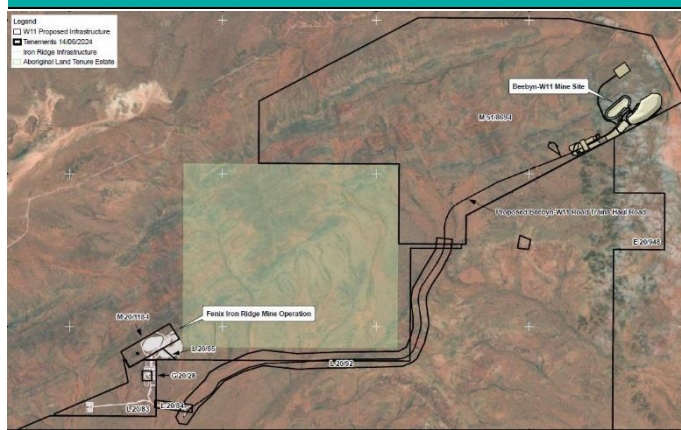 Legend
W11 Proposed Infrastructure
Tenements 14/06/2024
Iron Ridge Infrastructure
Aboriginal Land Tenure Estate
Beebyn-W11 Mine Site
M 51/869-I
Proposed Beebyn-W11 Road Trains Haul Road
E 20/948
Fenix Iron Ridge Mine Operation
M 20/118-I
L 20/85
L 20/92
G 20/28
L 20/83
L 20/84